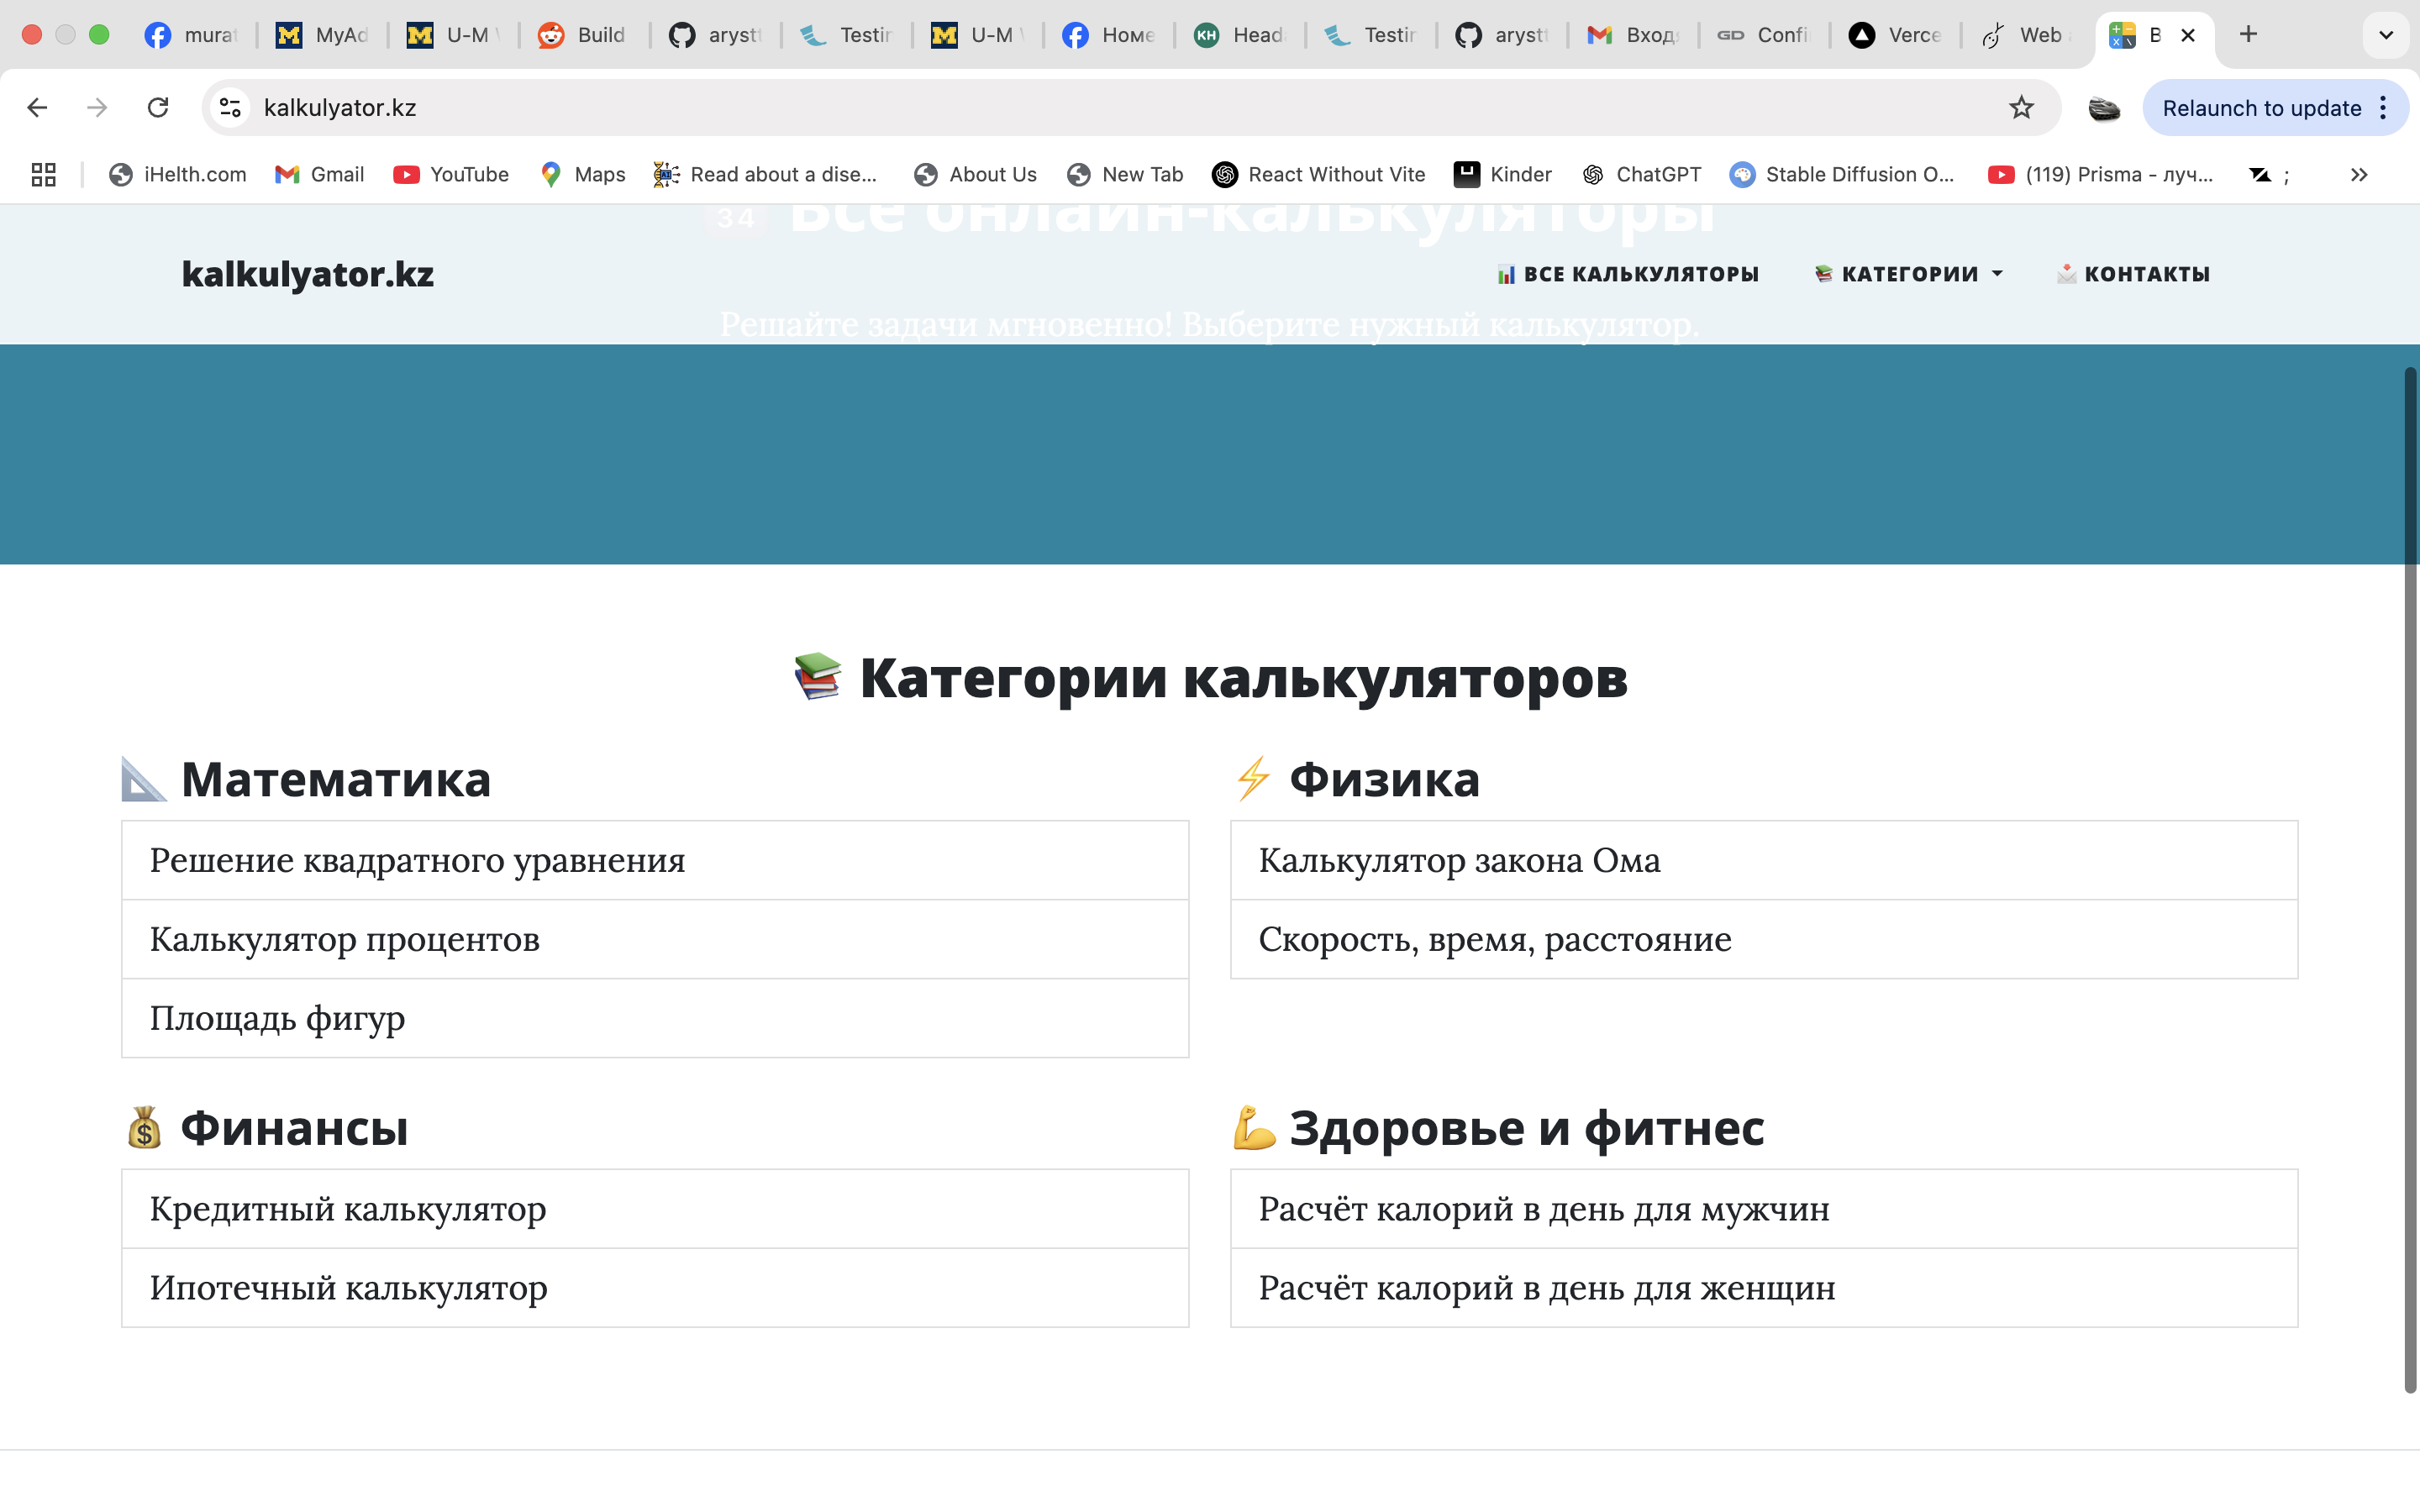 mura
MyAd
U-M
Build
aryst
Testin
U-M
Home
KH
Head
Testin
aryst
Вход
GD
Confi
Verce
Web
В
kalkulyator.kz
Relaunch to update
iHelth.com
Gmail
YouTube
Maps
Read about a dise...
About Us
New Tab
React Without Vite
Kinder
ChatGPT
Stable Diffusion O...
(119) Prisma - луч...
;
34 Все онлайн-калькуляторы
kalkulyator.kz
ВСЕ КАЛЬКУЛЯТОРЫ
КАТЕГОРИИ
КОНТАКТЫ
Решайте задачи мгновенно! Выберите нужный калькулятор.
Категории калькуляторов
Математика
Решение квадратного уравнения
Калькулятор процентов
Площадь фигур
Физика
Калькулятор закона Ома
Скорость, время, расстояние
Финансы
Кредитный калькулятор
Ипотечный калькулятор
Здоровье и фитнес
Расчёт калорий в день для мужчин
Расчёт калорий в день для женщин